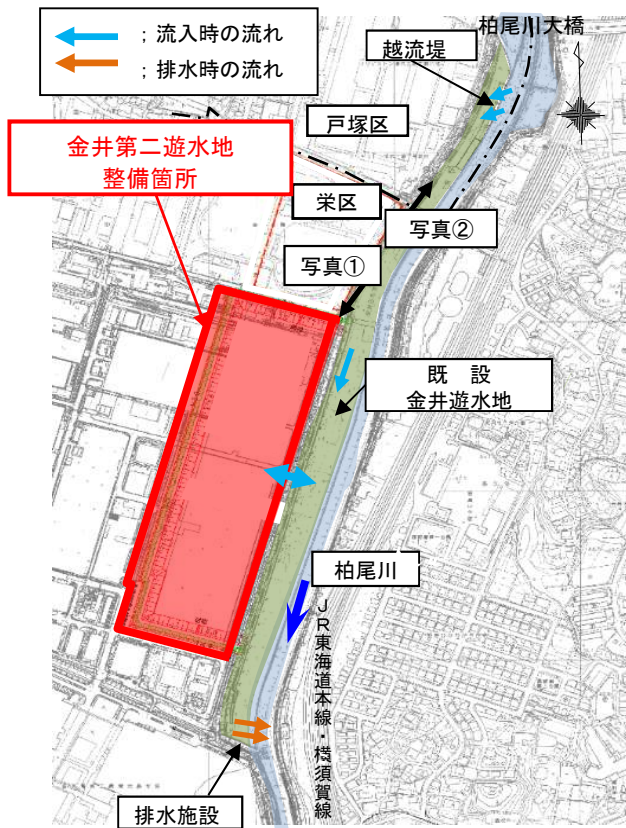 ；流入時の流れ
；排水時の流れ
柏尾川大橋
越流堤
戸塚区
金井第二遊水地
整備箇所
栄区
写真②
写真①
既　設
金井遊水地
柏尾川
ＪＲ東海道本線・横須賀線
排水施設